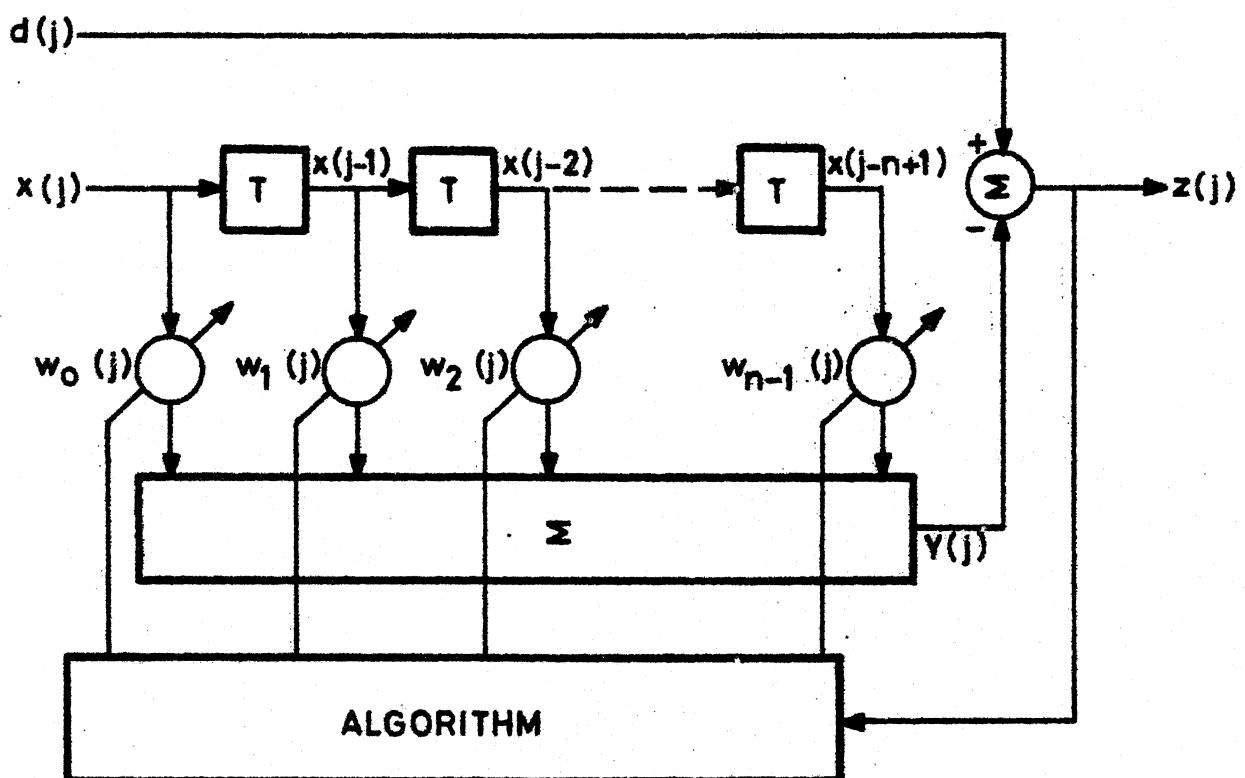 d(j)
x(j)
T
x(j-1)
T
x(j-2)
T
x(j-n+1)
+
Σ
-
z(j)
w₀ (j)
w₁ (j)
w₂ (j)
wₙ₋₁ (j)
Σ
Y(j)
ALGORITHM